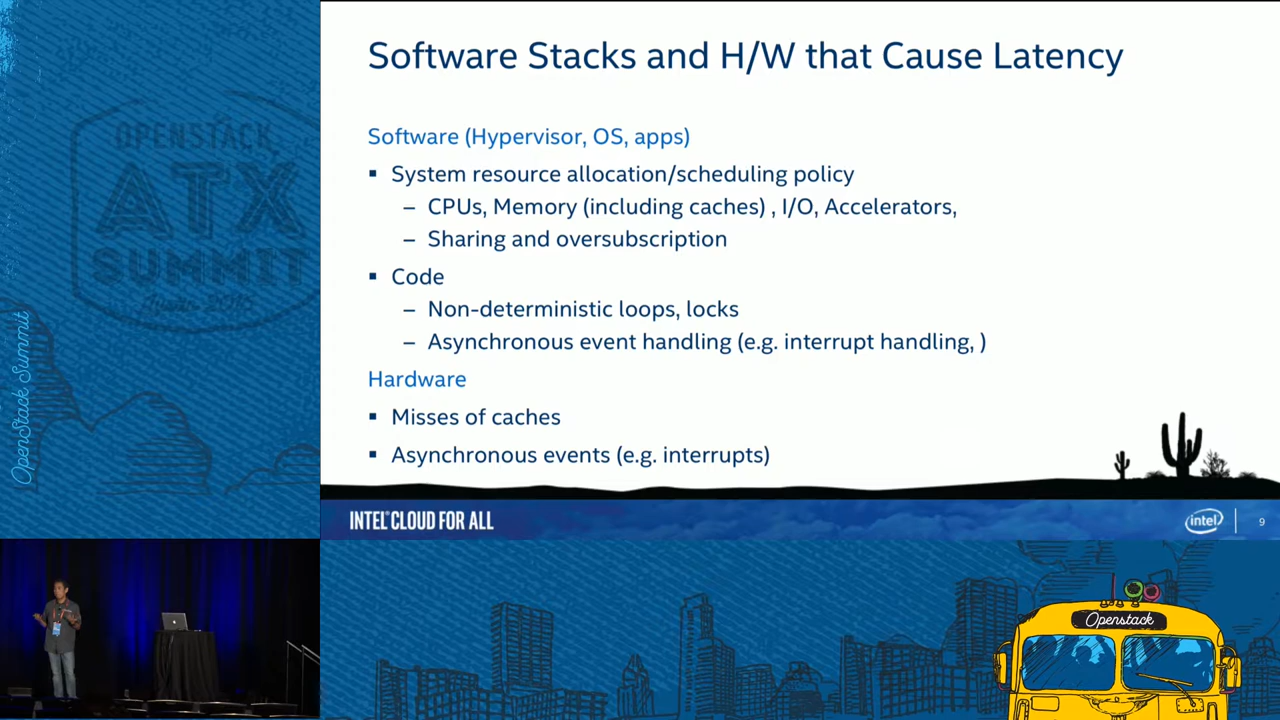 Software Stacks and H/W that Cause Latency
Software (Hypervisor, OS, apps)
▪ System resource allocation/scheduling policy
– CPUs, Memory (including caches) , I/O, Accelerators,
– Sharing and oversubscription
▪ Code
– Non-deterministic loops, locks
– Asynchronous event handling (e.g. interrupt handling, )
Hardware
▪ Misses of caches
▪ Asynchronous events (e.g. interrupts)
INTEL® CLOUD FOR ALL
intel
9
OPENSTACK
ATX
SUMMIT
Austin 2016
OpenStack Summit
Openstack